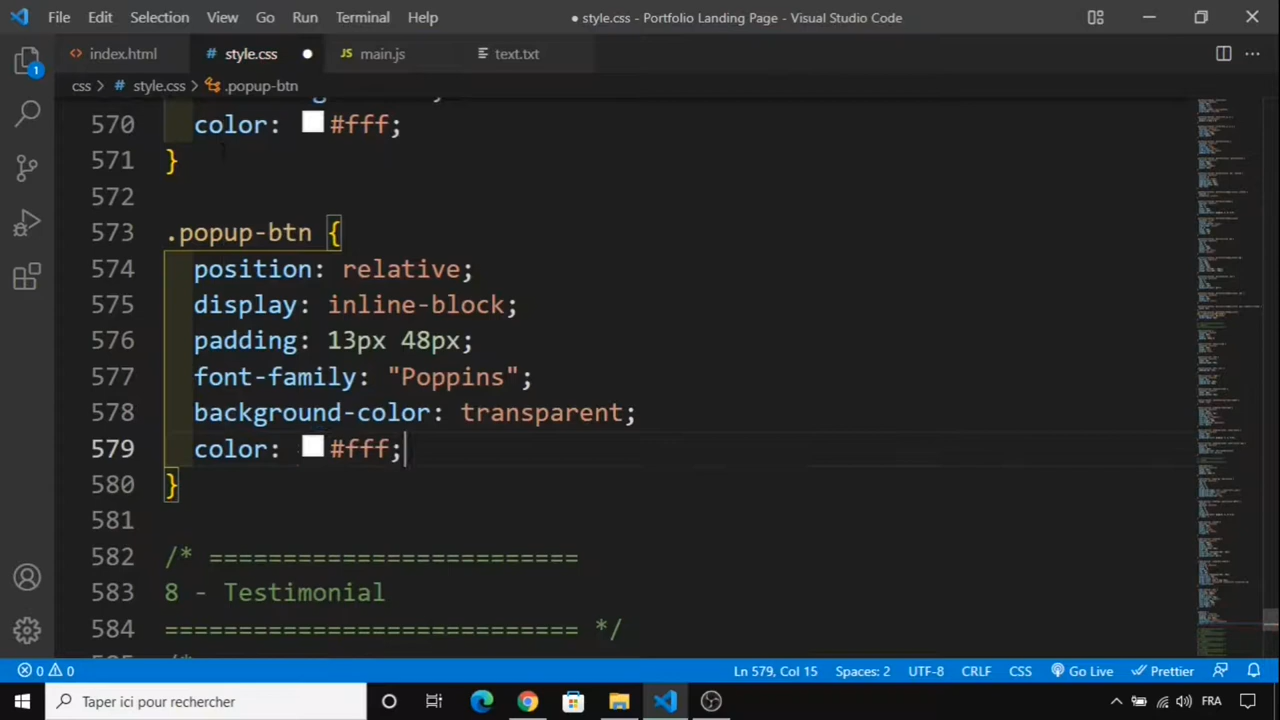 File Edit Selection View Go Run Terminal Help
● style.css - Portfolio Landing Page - Visual Studio Code
<> index.html # style.css ● JS main.js text.txt
css > # style.css > .popup-btn
1
570 color: #fff;
571 }
572
573 .popup-btn {
574 position: relative;
575 display: inline-block;
576 padding: 13px 48px;
577 font-family: "Poppins";
578 background-color: transparent;
579 color: #fff;
580 }
581
582 /* =========================
583 8 - Testimonial
584 ============================ */
0 0 Ln 579, Col 15 Spaces: 2 UTF-8 CRLF CSS Go Live Prettier
Taper ici pour rechercher FRA